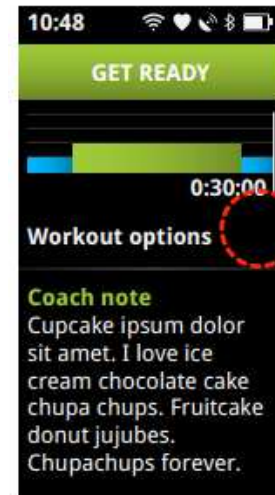 10:48
GET READY
0:30:00
Workout options
Coach note
Cupcake ipsum dolor
sit amet. I love ice
cream chocolate cake
chupa chups. Fruitcake
donut jujubes.
Chupachups forever.